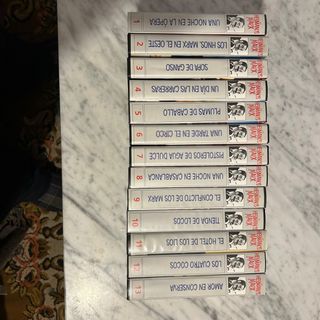 1 UNA NOCHE EN LA OPERA
2 LOS HNOS. MARX EN EL OESTE
3 SOPA DE GANSO
4 UN DÍA EN LAS CARRERAS
5 PLUMAS DE CABALLO
6 UNA TARDE EN EL CIRCO
7 PISTOLEROS DE AGUA DULCE
8 UNA NOCHE EN CASABLANCA
9 EL CONFLICTO DE LOS MARX
10 TIENDA DE LOCOS
11 EL HOTEL DE LOS LIOS
12 LOS CUATRO COCOS
13 AMOR EN CONSERVA